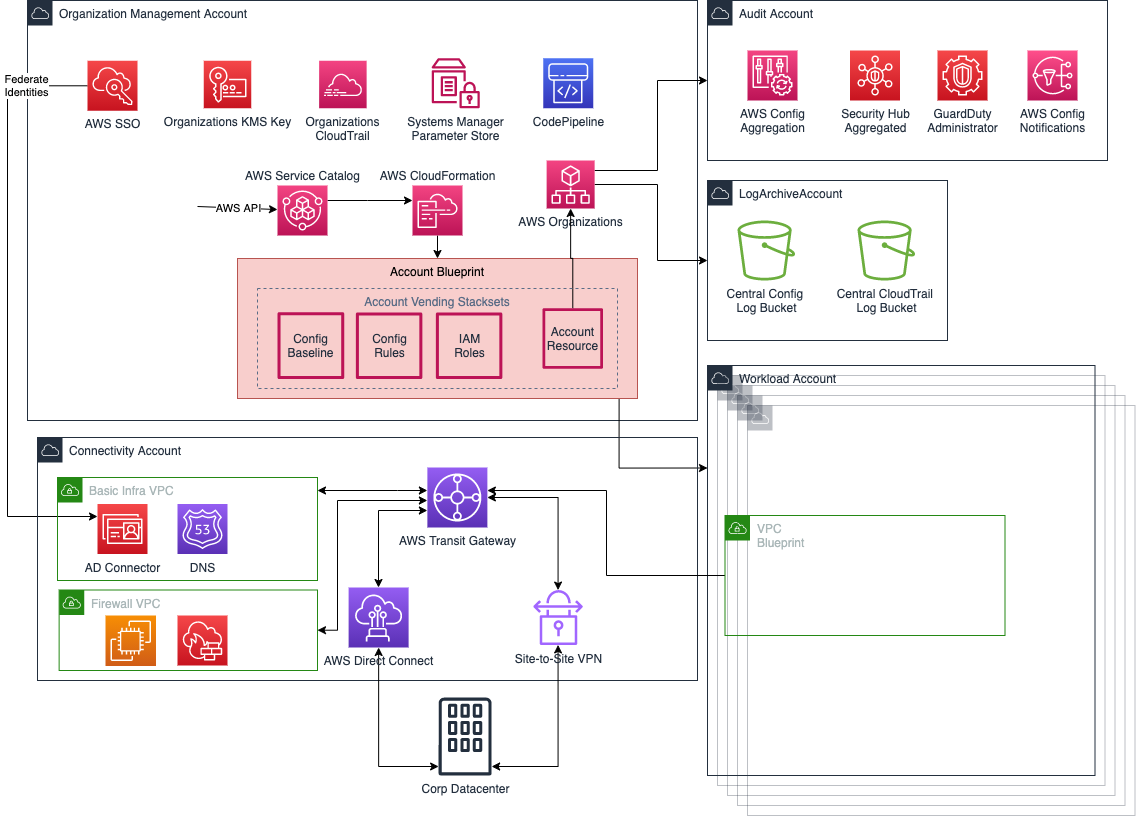 Organization Management Account
Federate
Identities
AWS SSO
Organizations KMS Key
Organizations
CloudTrail
Systems Manager
Parameter Store
CodePipeline
AWS Service Catalog
AWS CloudFormation
AWS API
AWS Organizations
Account Blueprint
Account Vending Stacksets
Config
Baseline
Config
Rules
IAM
Roles
Account
Resource
Audit Account
AWS Config
Aggregation
Security Hub
Aggregated
GuardDuty
Administrator
AWS Config
Notifications
LogArchiveAccount
Central Config
Log Bucket
Central CloudTrail
Log Bucket
Workload Account
VPC
Blueprint
Connectivity Account
Basic Infra VPC
AD Connector
53
DNS
Firewall VPC
AWS Transit Gateway
AWS Direct Connect
Site-to-Site VPN
Corp Datacenter